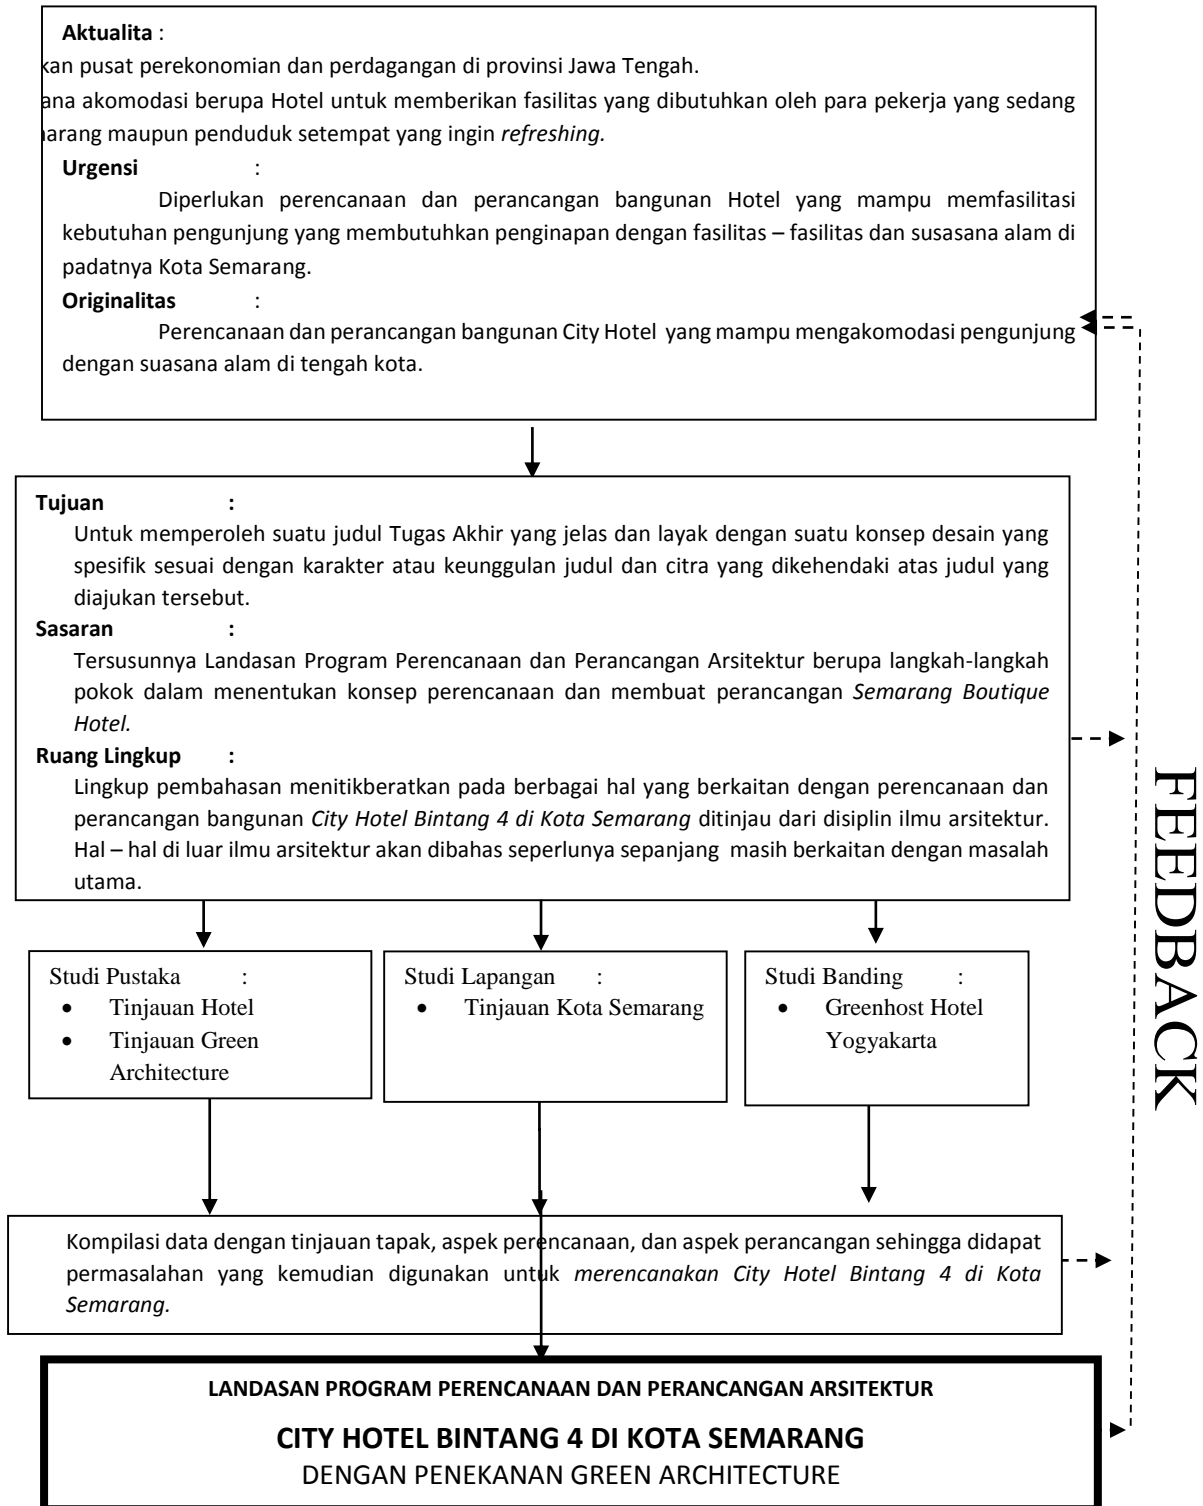 Aktualita :
kan pusat perekonomian dan perdagangan di provinsi Jawa Tengah.
ana akomodasi berupa Hotel untuk memberikan fasilitas yang dibutuhkan oleh para pekerja yang sedang
arang maupun penduduk setempat yang ingin refreshing.
Urgensi :
Diperlukan perencanaan dan perancangan bangunan Hotel yang mampu memfasilitasi
kebutuhan pengunjung yang membutuhkan penginapan dengan fasilitas – fasilitas dan susasana alam di
padatnya Kota Semarang.
Originalitas :
Perencanaan dan perancangan bangunan City Hotel yang mampu mengakomodasi pengunjung
dengan suasana alam di tengah kota.
Tujuan :
Untuk memperoleh suatu judul Tugas Akhir yang jelas dan layak dengan suatu konsep desain yang
spesifik sesuai dengan karakter atau keunggulan judul dan citra yang dikehendaki atas judul yang
diajukan tersebut.
Sasaran :
Tersusunnya Landasan Program Perencanaan dan Perancangan Arsitektur berupa langkah-langkah
pokok dalam menentukan konsep perencanaan dan membuat perancangan Semarang Boutique
Hotel.
Ruang Lingkup :
Lingkup pembahasan menitikberatkan pada berbagai hal yang berkaitan dengan perencanaan dan
perancangan bangunan City Hotel Bintang 4 di Kota Semarang ditinjau dari disiplin ilmu arsitektur.
Hal – hal di luar ilmu arsitektur akan dibahas seperlunya sepanjang masih berkaitan dengan masalah
utama.
FEEDBACK
Studi Pustaka :
• Tinjauan Hotel
• Tinjauan Green
Architecture
Studi Lapangan :
• Tinjauan Kota Semarang
Studi Banding :
• Greenhost Hotel
Yogyakarta
Kompilasi data dengan tinjauan tapak, aspek perencanaan, dan aspek perancangan sehingga didapat
permasalahan yang kemudian digunakan untuk merencanakan City Hotel Bintang 4 di Kota
Semarang.
LANDASAN PROGRAM PERENCANAAN DAN PERANCANGAN ARSITEKTUR
CITY HOTEL BINTANG 4 DI KOTA SEMARANG
DENGAN PENEKANAN GREEN ARCHITECTURE